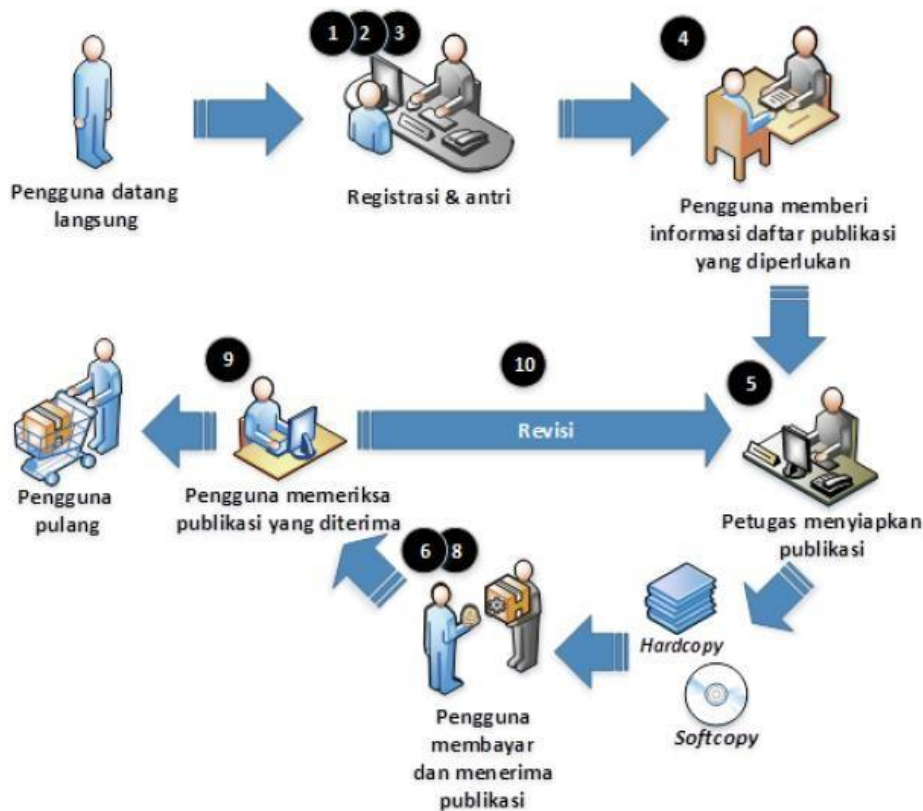 1 2 3
4
Pengguna datang
langsung
Registrasi & antri
Pengguna memberi
informasi daftar publikasi
yang diperlukan
9
10
5
Revisi
Pengguna
pulang
Pengguna memeriksa
publikasi yang diterima
Petugas menyiapkan
publikasi
6 8
Hardcopy
Softcopy
Pengguna
membayar
dan menerima
publikasi